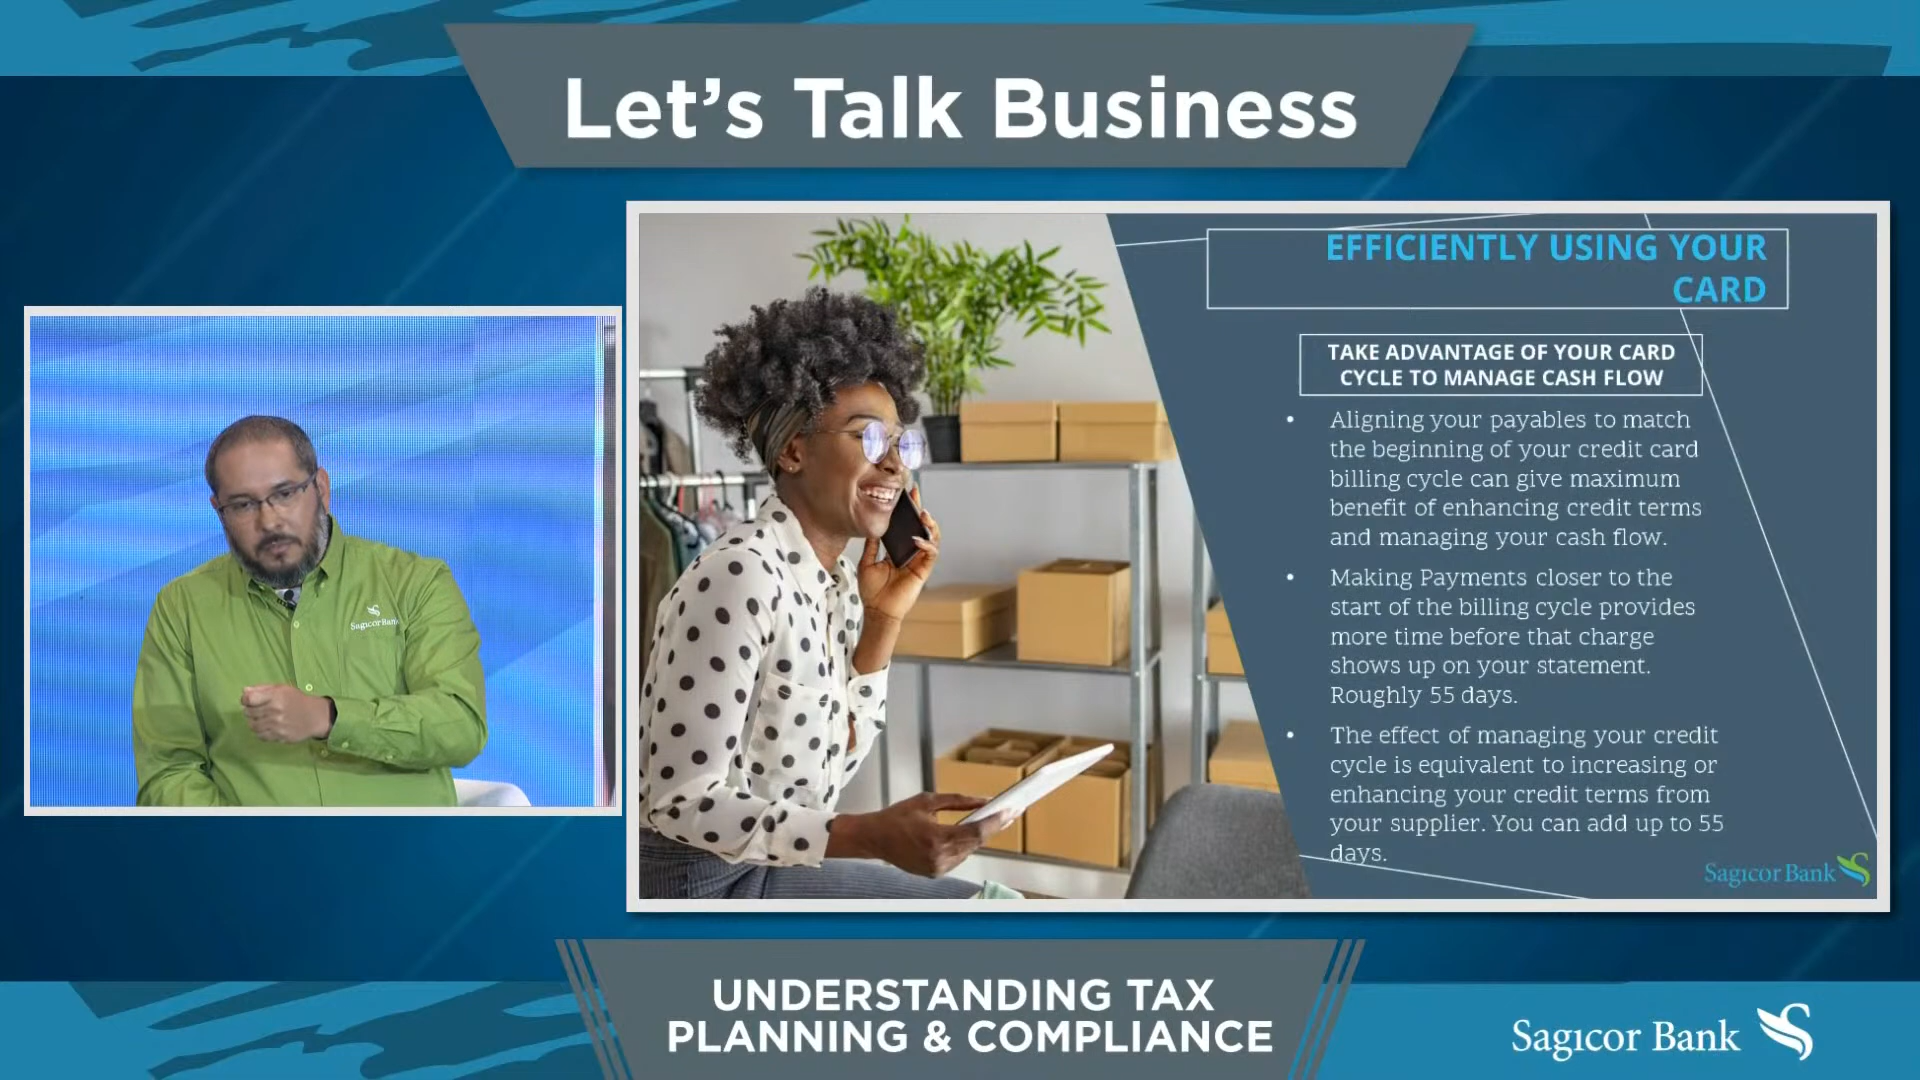 Let's Talk Business
EFFICIENTLY USING YOUR
CARD
TAKE ADVANTAGE OF YOUR CARD
CYCLE TO MANAGE CASH FLOW
• Aligning your payables to match
the beginning of your credit card
billing cycle can give maximum
benefit of enhancing credit terms
and managing your cash flow.
• Making Payments closer to the
start of the billing cycle provides
more time before that charge
shows up on your statement.
Roughly 55 days.
• The effect of managing your credit
cycle is equivalent to increasing or
enhancing your credit terms from
your supplier. You can add up to 55
days.
Sagicor Bank
Sagicor Bank
UNDERSTANDING TAX
PLANNING & COMPLIANCE
Sagicor Bank